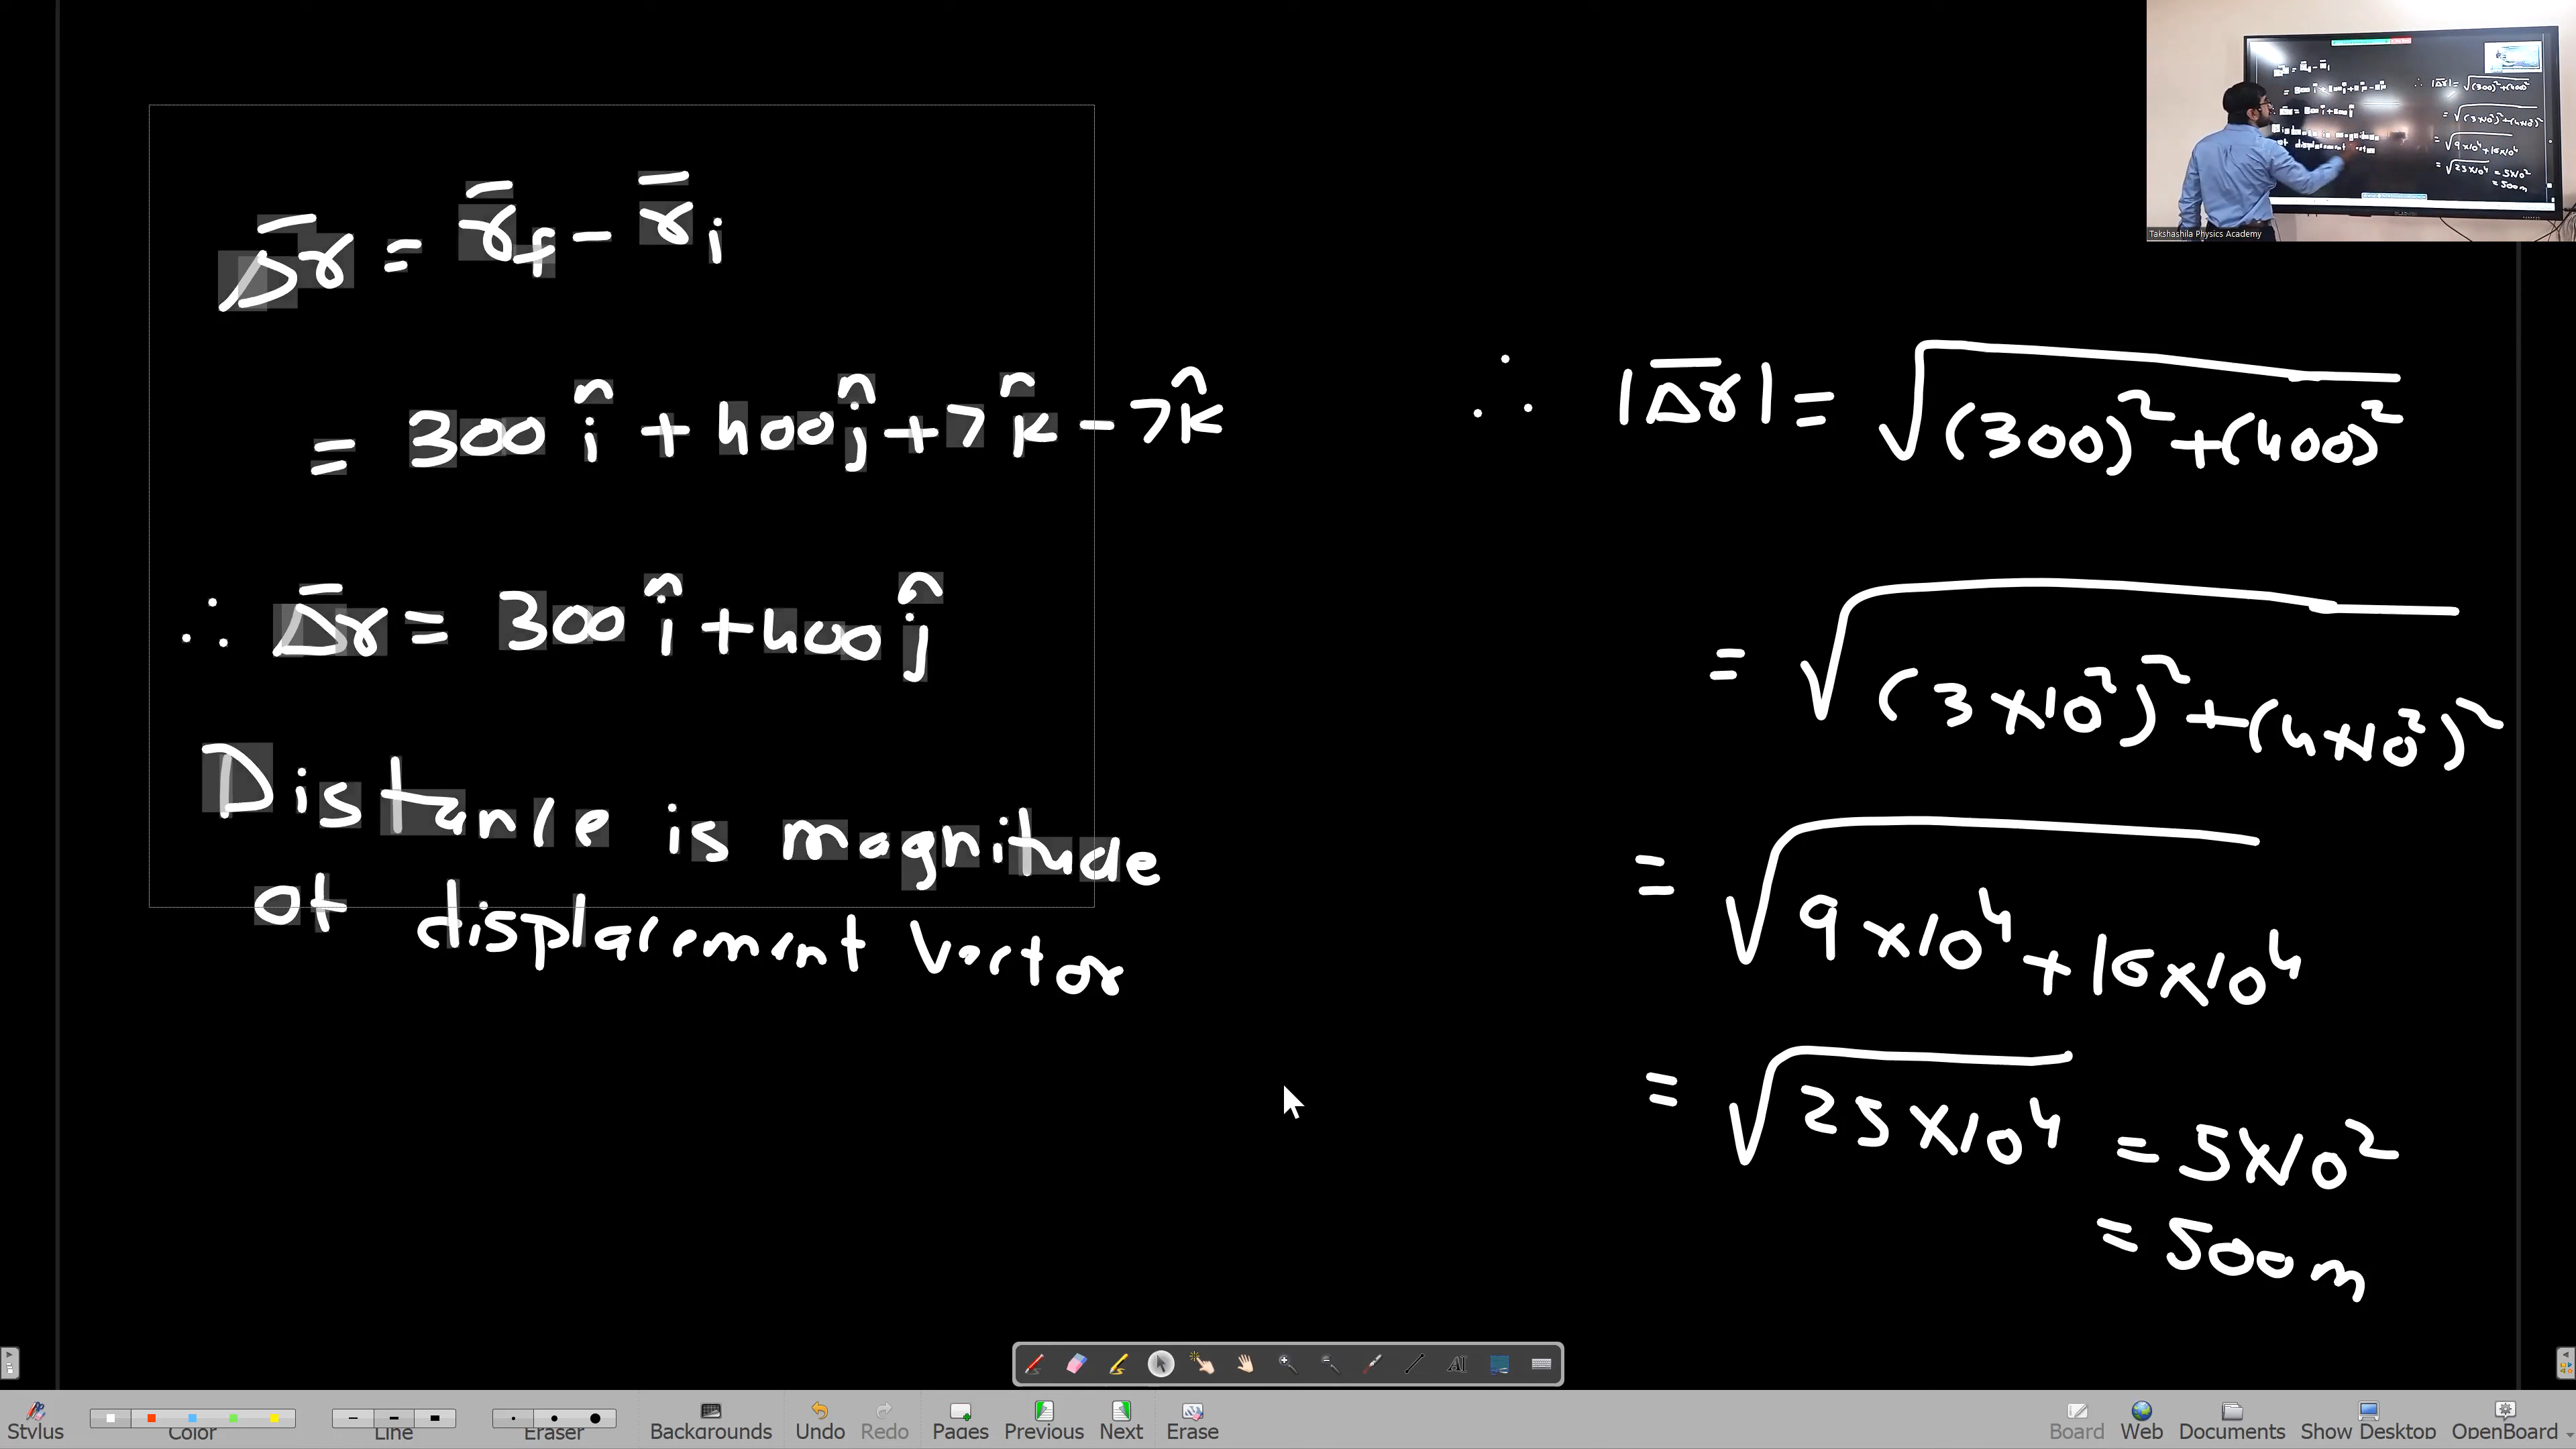 Δr̅ = r̅f − r̅i
= 300 î + 400 ĵ + 7 k̂ − 7 k̂
∴ Δr̅ = 300 î + 400 ĵ
Distance is magnitude
of displacement vector
∴ |Δr̅| = √(300)² + (400)²
= √(3 × 10²)² + (4 × 10²)²
= √9 × 10⁴ + 16 × 10⁴
= √25 × 10⁴ = 5 × 10²
= 500 m
Takshashila Physics Academy
Stylus Color Line Eraser Backgrounds Undo Redo Pages Previous Next Erase Board Web Documents Show Desktop OpenBoard